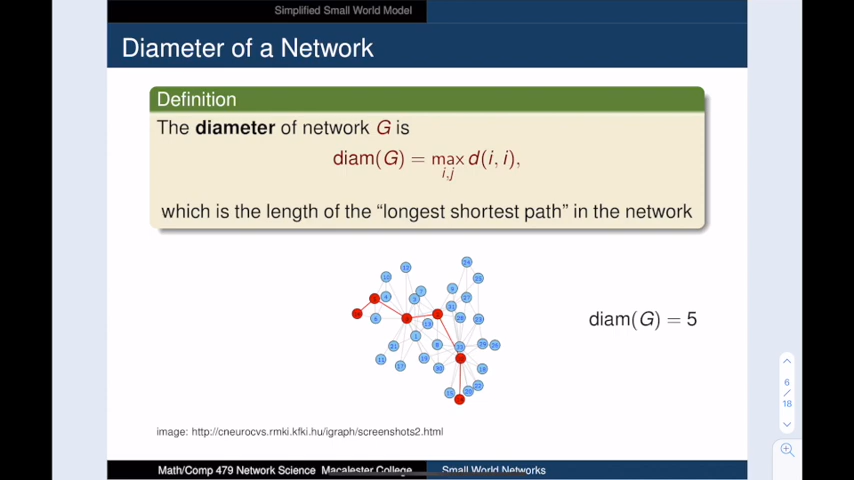 Simplified Small World Model
Diameter of a Network
Definition
The diameter of network G is
diam(G) = max d(i, i),
i,j
which is the length of the “longest shortest path” in the network
diam(G) = 5
image: http://cneurocvs.rmki.kfki.hu/igraph/screenshots2.html
Math/Comp 479 Network Science Macalester College
Small World Networks
6
/
18